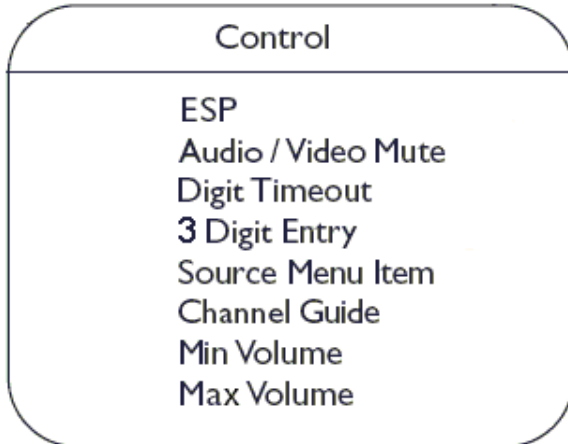 Control
ESP
Audio / Video Mute
Digit Timeout
3 Digit Entry
Source Menu Item
Channel Guide
Min Volume
Max Volume